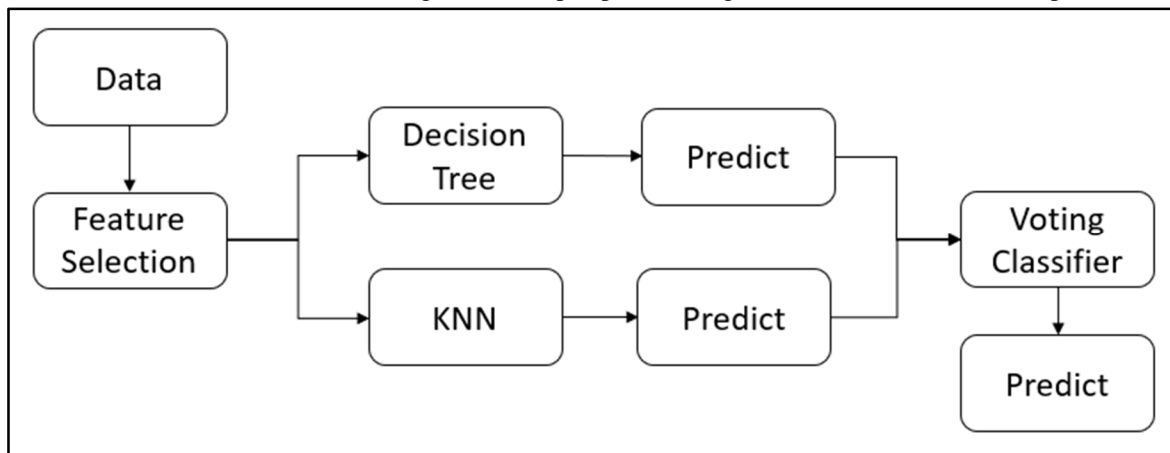 Data
Feature
Selection
Decision
Tree
Predict
KNN
Predict
Voting
Classifier
Predict